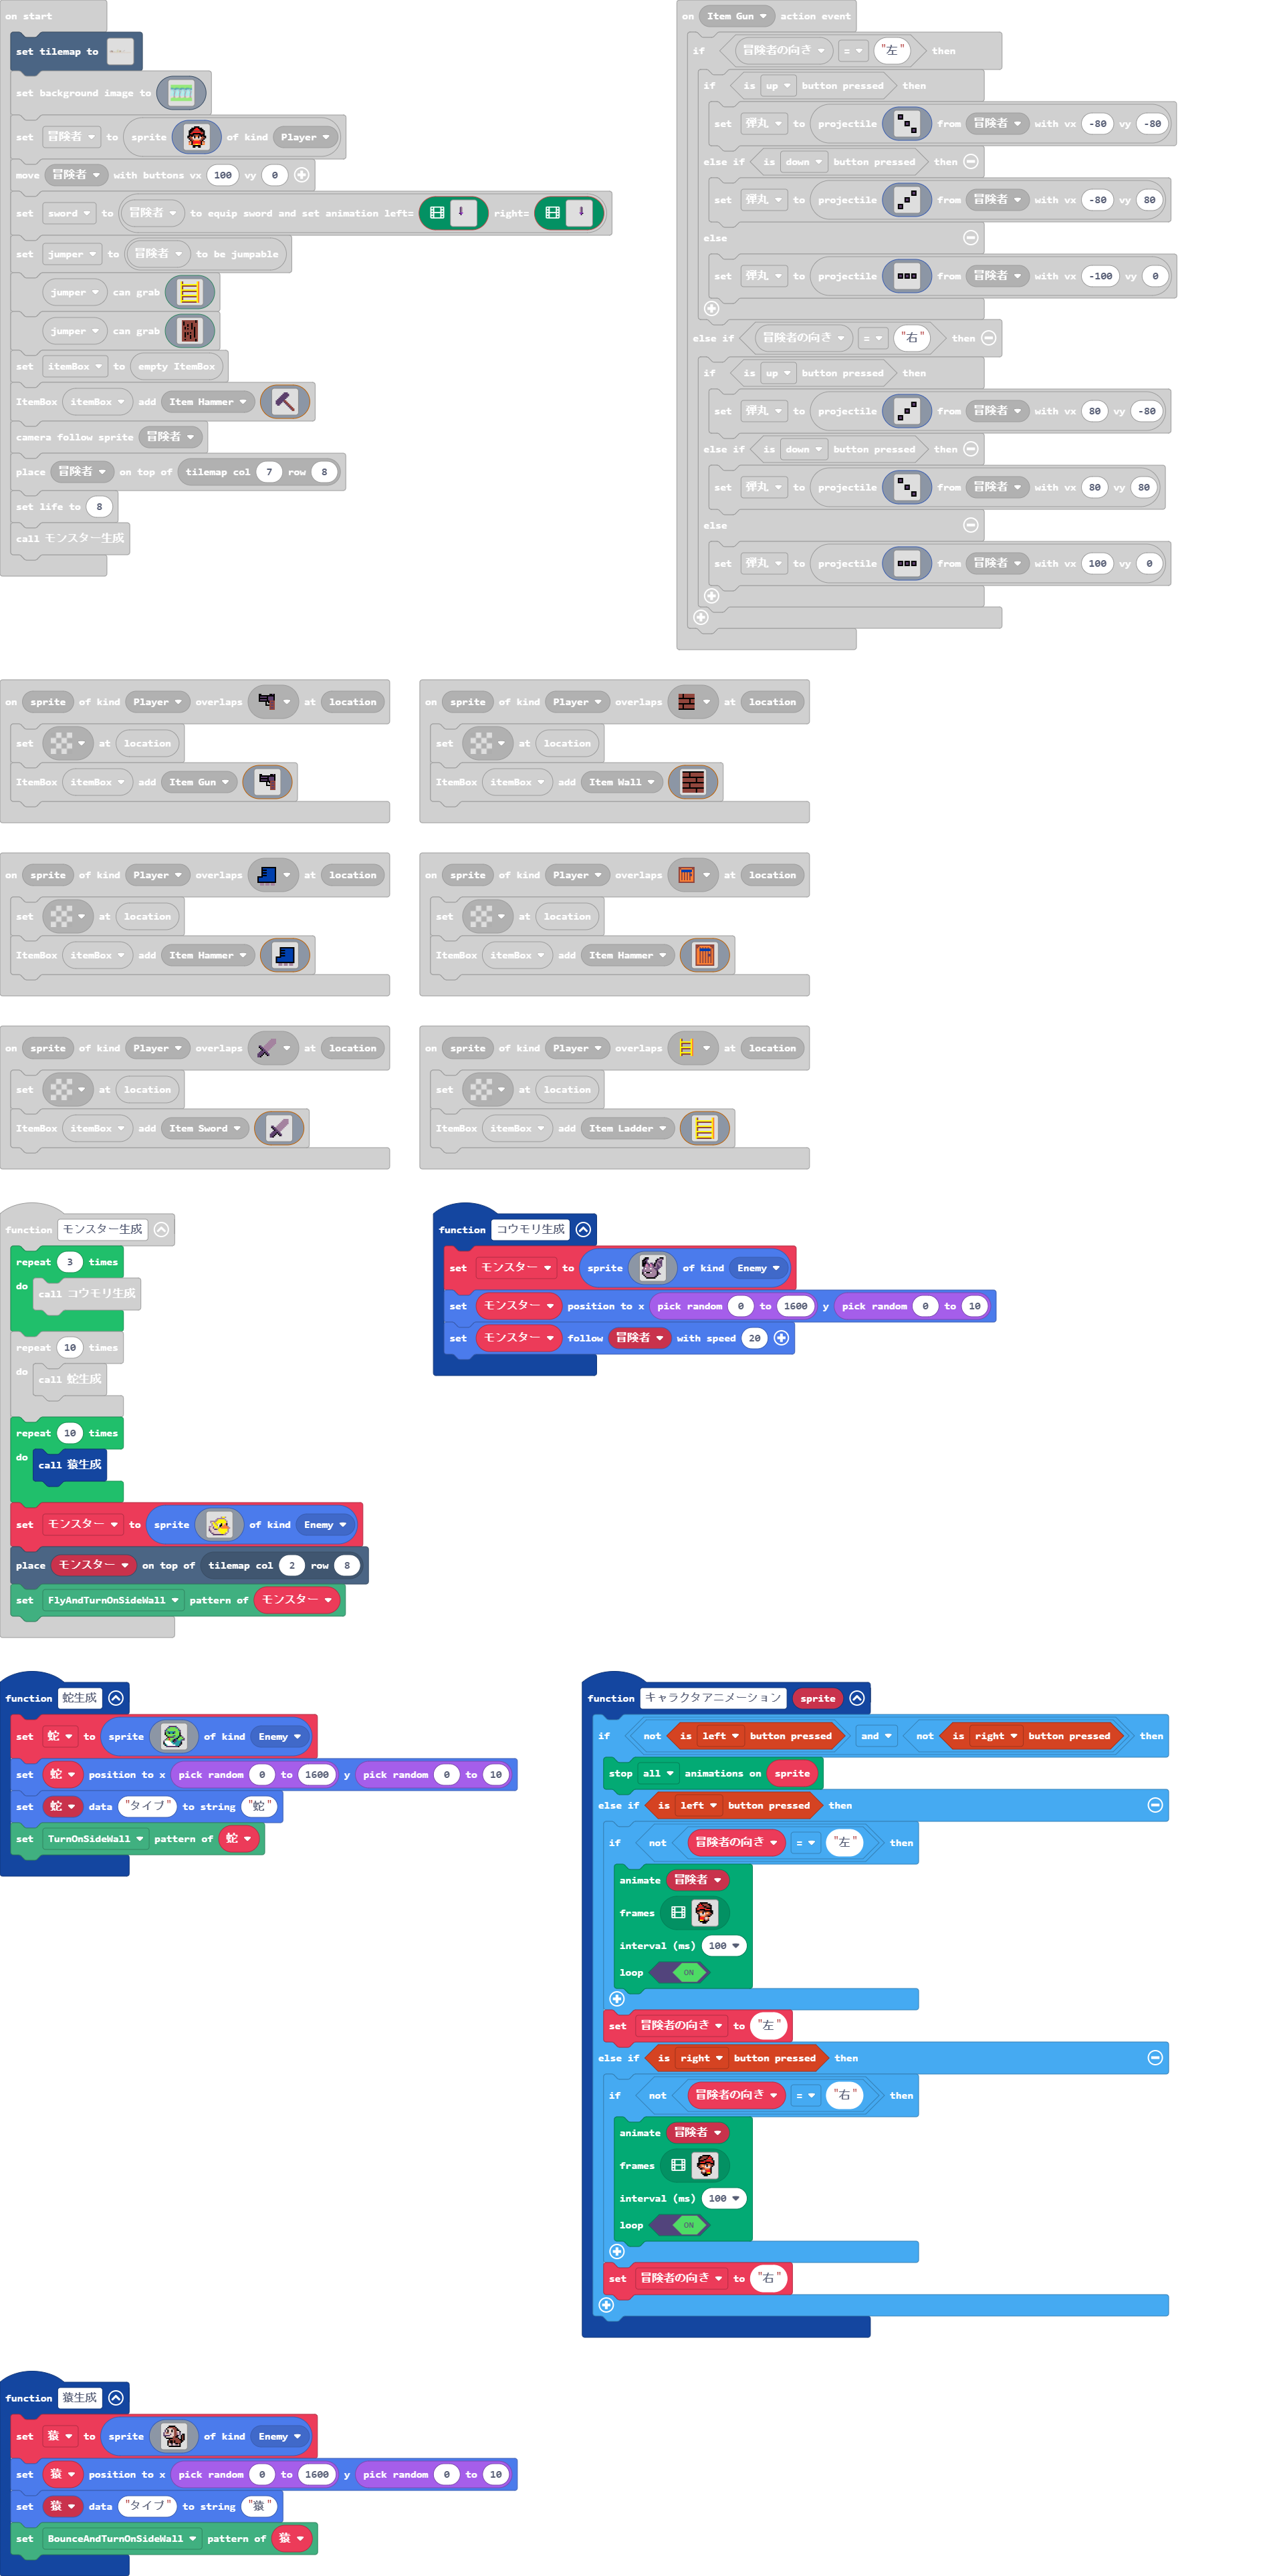 on start
set tilemap to
set background image to
set 冒険者 to sprite of kind Player
move 冒険者 with buttons vx 100 vy 0
set sword to 冒険者 to equip sword and set animation left= right=
set jumper to 冒険者 to be jumpable
jumper can grab
jumper can grab
set itemBox to empty ItemBox
ItemBox itemBox add Item Hammer
camera follow sprite 冒険者
place 冒険者 on top of tilemap col 7 row 8
set life to 8
call モンスター生成
on Item Gun action event
if 冒険者の向き = "左" then
if is up button pressed then
set 弾丸 to projectile from 冒険者 with vx -80 vy -80
else if is down button pressed then
set 弾丸 to projectile from 冒険者 with vx -80 vy 80
else
set 弾丸 to projectile from 冒険者 with vx -100 vy 0
else if 冒険者の向き = "右" then
if is up button pressed then
set 弾丸 to projectile from 冒険者 with vx 80 vy -80
else if is down button pressed then
set 弾丸 to projectile from 冒険者 with vx 80 vy 80
else
set 弾丸 to projectile from 冒険者 with vx 100 vy 0
on sprite of kind Player overlaps at location
set at location
ItemBox itemBox add Item Gun
on sprite of kind Player overlaps at location
set at location
ItemBox itemBox add Item Wall
on sprite of kind Player overlaps at location
set at location
ItemBox itemBox add Item Hammer
on sprite of kind Player overlaps at location
set at location
ItemBox itemBox add Item Hammer
on sprite of kind Player overlaps at location
set at location
ItemBox itemBox add Item Sword
on sprite of kind Player overlaps at location
set at location
ItemBox itemBox add Item Ladder
function モンスター生成
repeat 3 times
do call コウモリ生成
repeat 10 times
do call 蛇生成
repeat 10 times
do call 猿生成
set モンスター to sprite of kind Enemy
place モンスター on top of tilemap col 2 row 8
set FlyAndTurnOnSideWall pattern of モンスター
function コウモリ生成
set モンスター to sprite of kind Enemy
set モンスター position to x pick random 0 to 1600 y pick random 0 to 10
set モンスター follow 冒険者 with speed 20
function 蛇生成
set 蛇 to sprite of kind Enemy
set 蛇 position to x pick random 0 to 1600 y pick random 0 to 10
set 蛇 data "タイプ" to string "蛇"
set TurnOnSideWall pattern of 蛇
function キャラクタアニメーション sprite
if not is left button pressed and not is right button pressed then
stop all animations on sprite
else if is left button pressed then
if not 冒険者の向き = "左" then
animate 冒険者
frames
interval (ms) 100
loop ON
set 冒険者の向き to "左"
else if is right button pressed then
if not 冒険者の向き = "右" then
animate 冒険者
frames
interval (ms) 100
loop ON
set 冒険者の向き to "右"
function 猿生成
set 猿 to sprite of kind Enemy
set 猿 position to x pick random 0 to 1600 y pick random 0 to 10
set 猿 data "タイプ" to string "猿"
set BounceAndTurnOnSideWall pattern of 猿